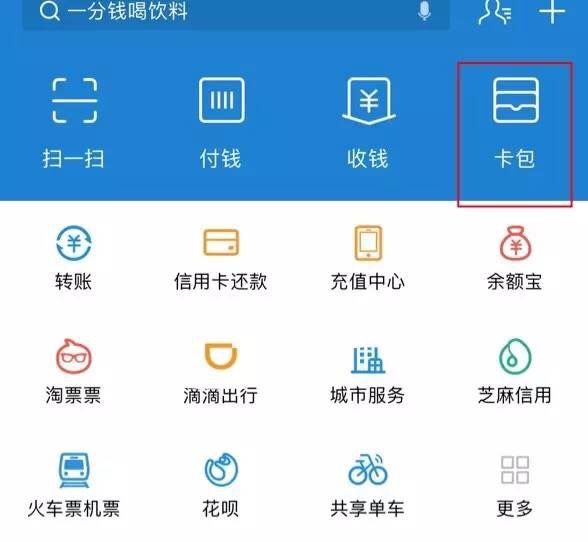 一分钱喝饮料
扫一扫 付钱 收钱 卡包
转账 信用卡还款 充值中心 余额宝
淘票票 滴滴出行 城市服务 芝麻信用
火车票机票 花呗 共享单车 更多